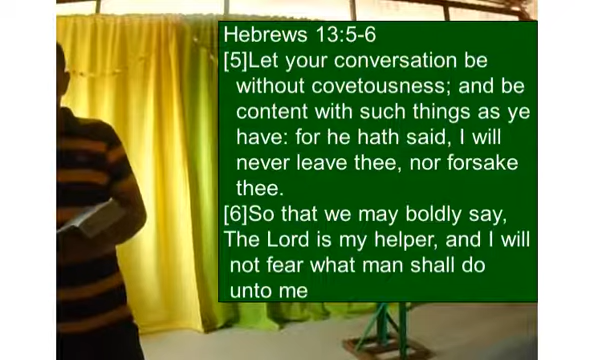 Hebrews 13:5-6
[5]Let your conversation be
without covetousness; and be
content with such things as ye
have: for he hath said, I will
never leave thee, nor forsake
thee.
[6]So that we may boldly say,
The Lord is my helper, and I will
not fear what man shall do
unto me